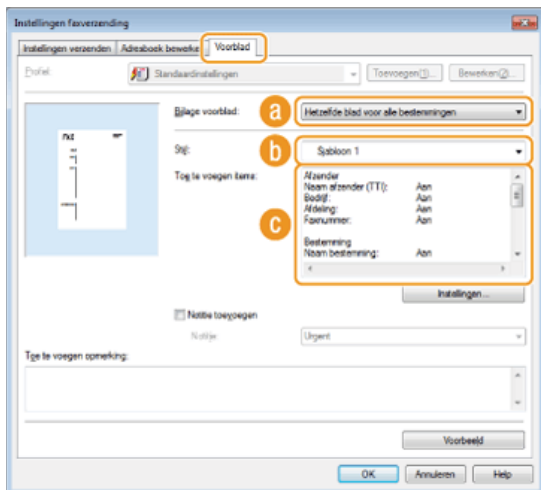 Instellingen faxverzending
Instellingen verzenden Adresboek bewerke Voorblad
Profiel: Standaardinstellingen Toevoegen(1)... Bewerken(2)...
Bijlage voorblad: a Hetzelfde blad voor alle bestemmingen
Stijl: b Sjabloon 1
Toe te voegen items: Afzender
Naam afzender (TTI): Aan
Bedrijf: Aan
Afdeling: Aan
c Faxnummer: Aan
Bestemming
Naam bestemming: Aan
FAX
Instellingen...
Notitie toevoegen
Notitie: Urgent
Toe te voegen opmerking:
Voorbeeld
OK Annuleren Help